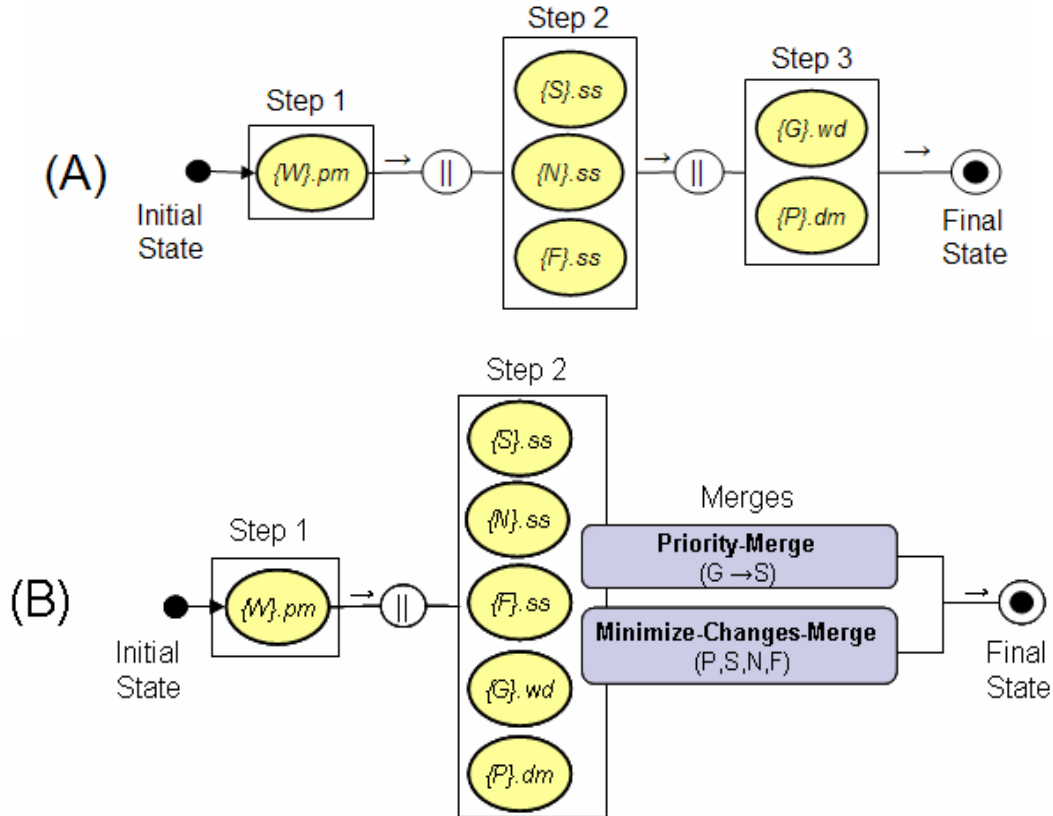 Step 2
Step 3
Step 1
{S}.ss
{G}.wd
(A)
{W}.pm
→
||
{N}.ss
→
||
→
{P}.dm
{F}.ss
Initial
State
Final
State
Step 2
{S}.ss
{N}.ss
Merges
Step 1
Priority-Merge
(G →S)
(B)
{W}.pm
→
||
{F}.ss
→
Minimize-Changes-Merge
(P,S,N,F)
Initial
State
{G}.wd
Final
State
{P}.dm